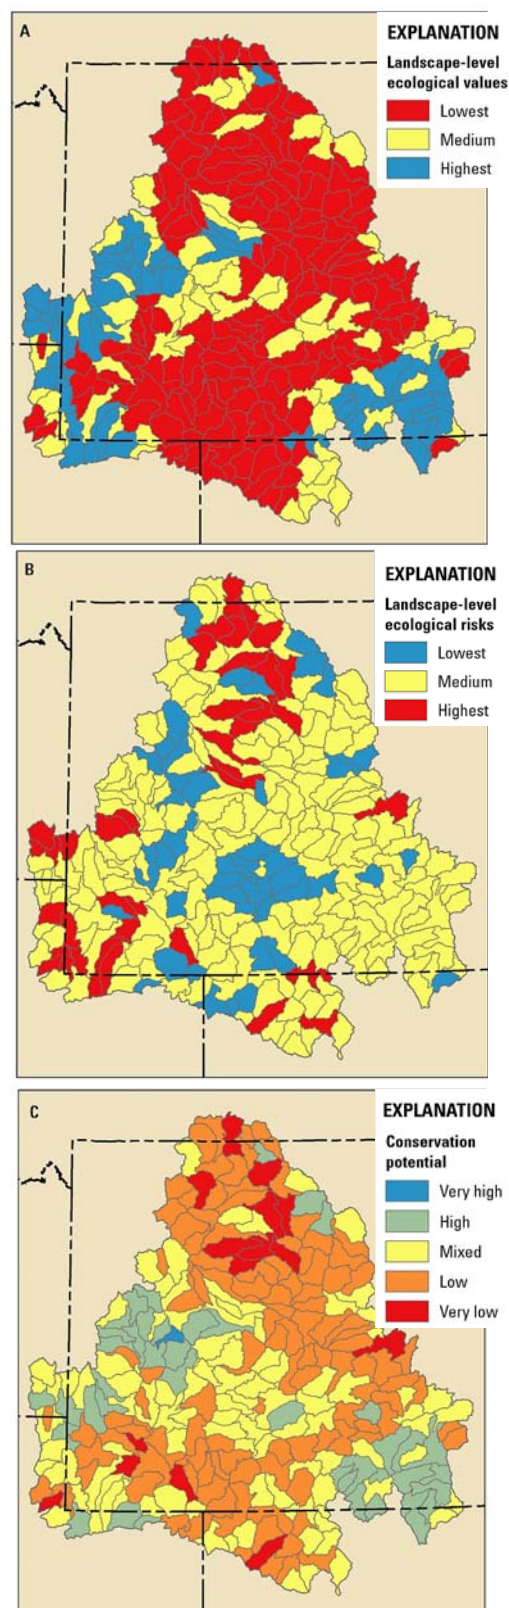 A
EXPLANATION
Landscape-level
ecological values
Lowest
Medium
Highest
B
EXPLANATION
Landscape-level
ecological risks
Lowest
Medium
Highest
C
EXPLANATION
Conservation
potential
Very high
High
Mixed
Low
Very low